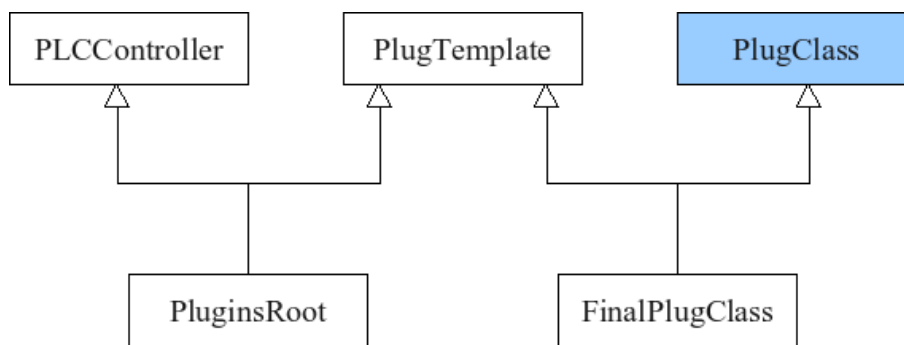 PLCController
PlugTemplate
PlugClass
PluginsRoot
FinalPlugClass